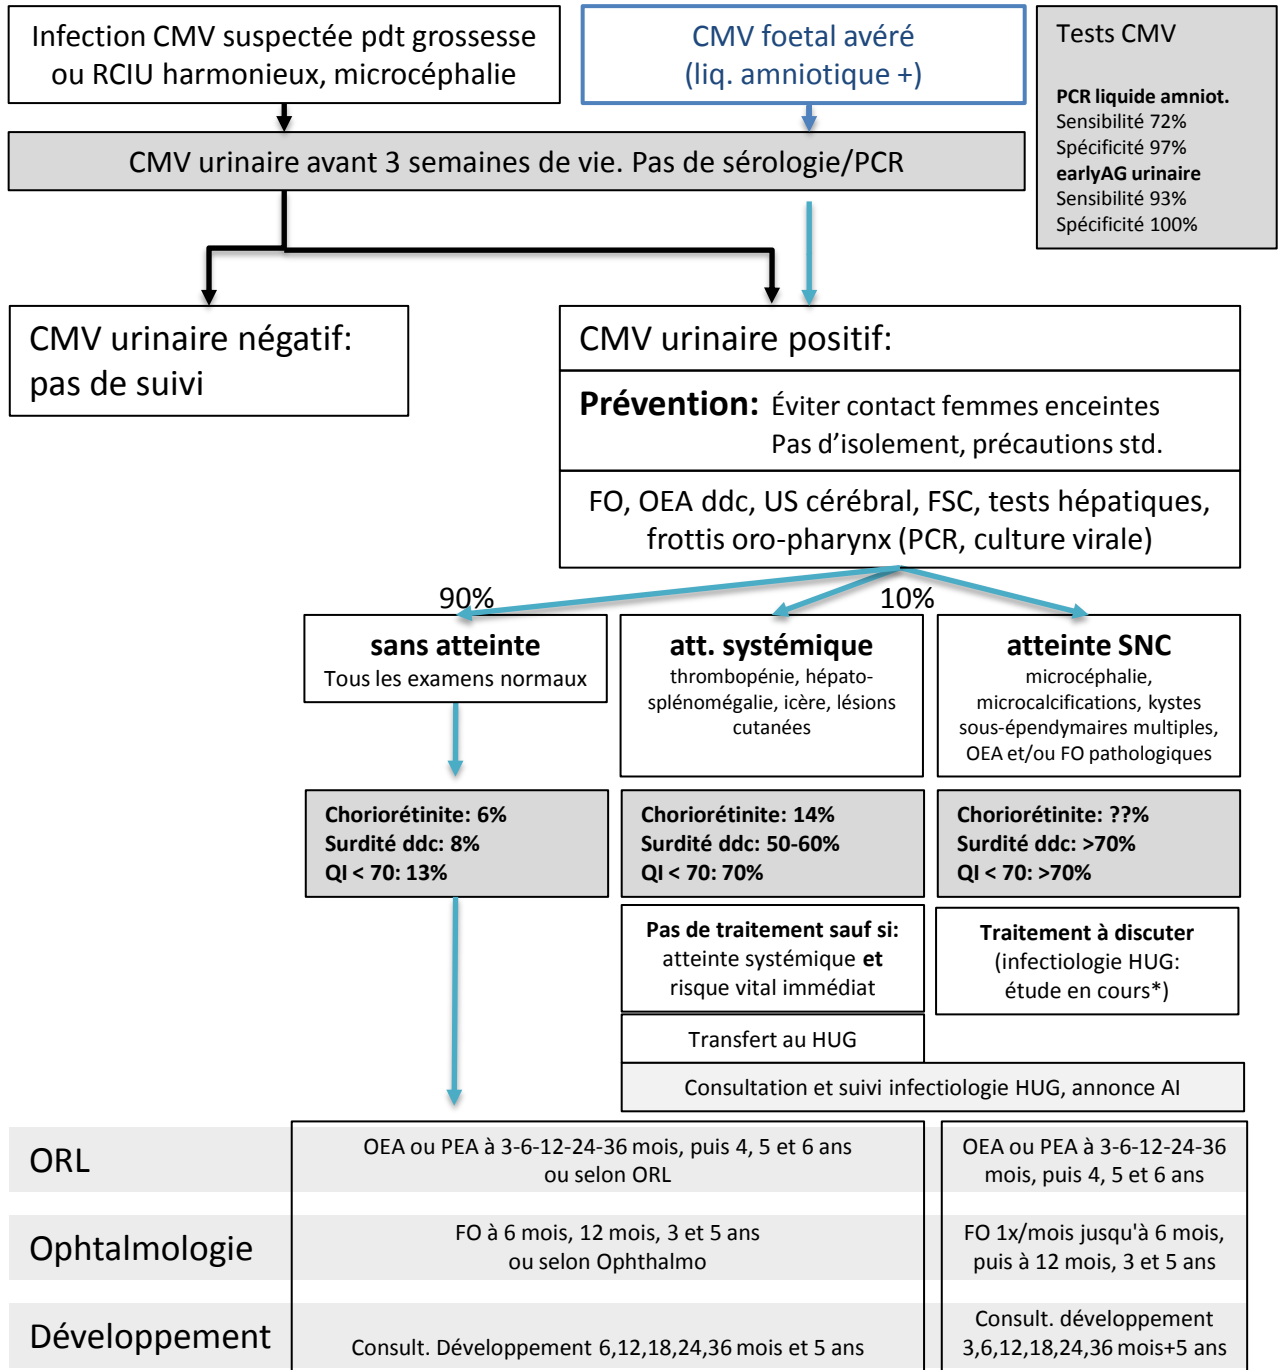 Infection CMV suspectée pdt grossesse
ou RCIU harmonieux, microcéphalie
CMV foetal avéré
(liq. amniotique +)
Tests CMV
PCR liquide amniot.
Sensibilité 72%
Spécificité 97%
earlyAG urinaire
Sensibilité 93%
Spécificité 100%
CMV urinaire avant 3 semaines de vie. Pas de sérologie/PCR
CMV urinaire négatif:
pas de suivi
CMV urinaire positif:
Prévention: Éviter contact femmes enceintes
Pas d'isolement, précautions std.
FO, OEA ddc, US cérébral, FSC, tests hépatiques,
frottis oro-pharynx (PCR, culture virale)
90%
10%
sans atteinte
Tous les examens normaux
att. systémique
thrombopénie, hépato-
splénomégalie, icère, lésions
cutanées
atteinte SNC
microcéphalie,
microcalcifications, kystes
sous-épendymaires multiples,
OEA et/ou FO pathologiques
Choriorétinite: 6%
Surdité ddc: 8%
QI < 70: 13%
Choriorétinite: 14%
Surdité ddc: 50-60%
QI < 70: 70%
Choriorétinite: ??%
Surdité ddc: >70%
QI < 70: >70%
Pas de traitement sauf si:
atteinte systémique et
risque vital immédiat
Traitement à discuter
(infectiologie HUG:
étude en cours*)
Transfert au HUG
Consultation et suivi infectiologie HUG, annonce AI
ORL
OEA ou PEA à 3-6-12-24-36 mois, puis 4, 5 et 6 ans
ou selon ORL
OEA ou PEA à 3-6-12-24-36
mois, puis 4, 5 et 6 ans
Ophtalmologie
FO à 6 mois, 12 mois, 3 et 5 ans
ou selon Ophthalmo
FO 1x/mois jusqu'à 6 mois,
puis à 12 mois, 3 et 5 ans
Développement
Consult. Développement 6,12,18,24,36 mois et 5 ans
Consult. développement
3,6,12,18,24,36 mois+5 ans